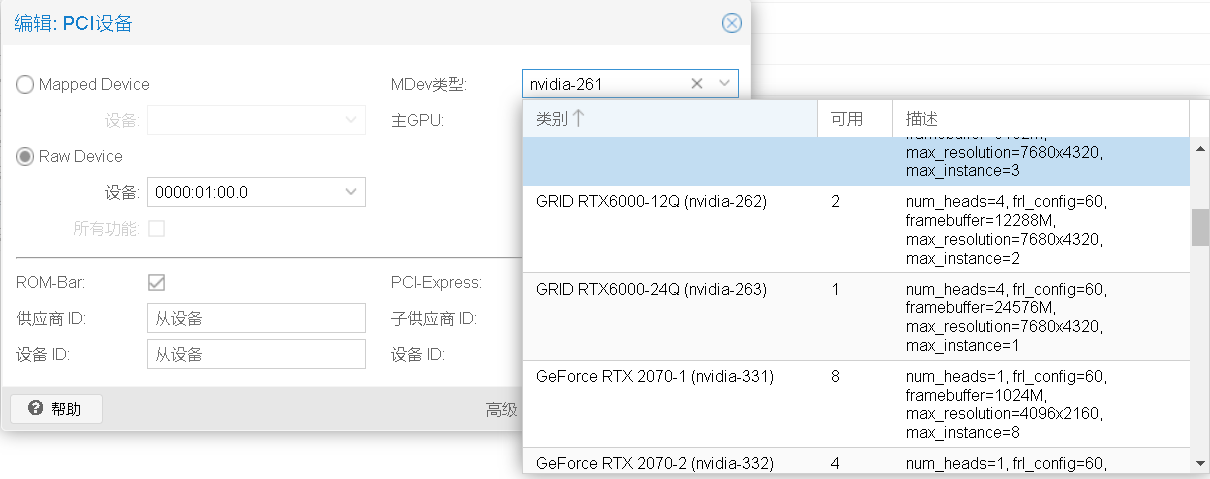 编辑: PCI设备
Mapped Device
设备:
Raw Device
设备: 0000:01:00.0
所有功能:
MDev类型: nvidia-261
主GPU:
ROM-Bar:
供应商 ID: 从设备
设备 ID: 从设备
PCI-Express:
子供应商 ID:
设备 ID:
帮助
高级
类别 可用 描述
max_resolution=7680x4320,
max_instance=3
GRID RTX6000-12Q (nvidia-262) 2 num_heads=4, frl_config=60,
framebuffer=12288M,
max_resolution=7680x4320,
max_instance=2
GRID RTX6000-24Q (nvidia-263) 1 num_heads=4, frl_config=60,
framebuffer=24576M,
max_resolution=7680x4320,
max_instance=1
GeForce RTX 2070-1 (nvidia-331) 8 num_heads=1, frl_config=60,
framebuffer=1024M,
max_resolution=4096x2160,
max_instance=8
GeForce RTX 2070-2 (nvidia-332) 4 num_heads=1, frl_config=60,